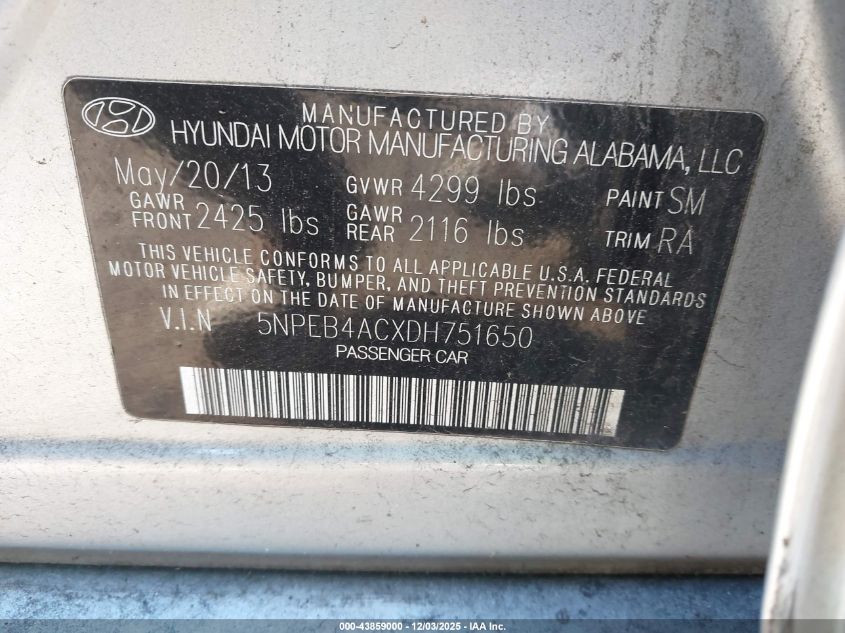 MANUFACTURED BY
HYUNDAI MOTOR MANUFACTURING ALABAMA, LLC
May/20/13 GVWR 4299 lbs PAINT SM
GAWR FRONT 2425 lbs GAWR REAR 2116 lbs TRIM RA
THIS VEHICLE CONFORMS TO ALL APPLICABLE U.S.A. FEDERAL
MOTOR VEHICLE SAFETY, BUMPER, AND THEFT PREVENTION STANDARDS
IN EFFECT ON THE DATE OF MANUFACTURE SHOWN ABOVE
V.I.N 5NPEB4ACXDH751650
PASSENGER CAR
000-43859000 - 12/03/2025 - IAA Inc.